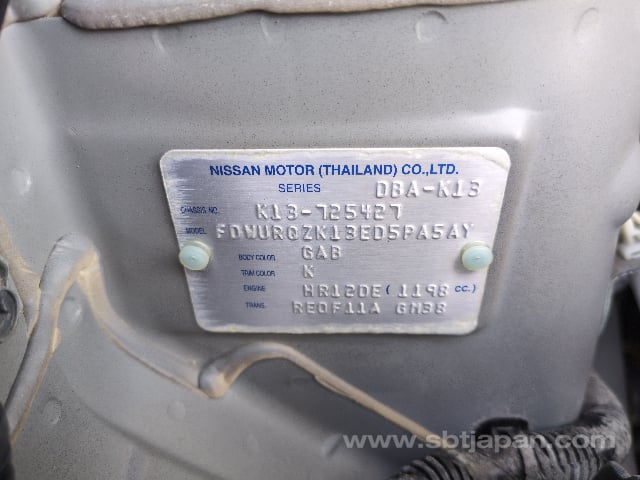 NISSAN MOTOR (THAILAND) CO.,LTD.
SERIES DBA-K13
CHASSIS NO. K13-725427
MODEL FDWURQZK13ED5PA5AY
BODY COLOR GAB
TRIM COLOR K
ENGINE HR12DE ( 1198 cc.)
TRANS. RE0F11A GM38
www.sbtjapan.com